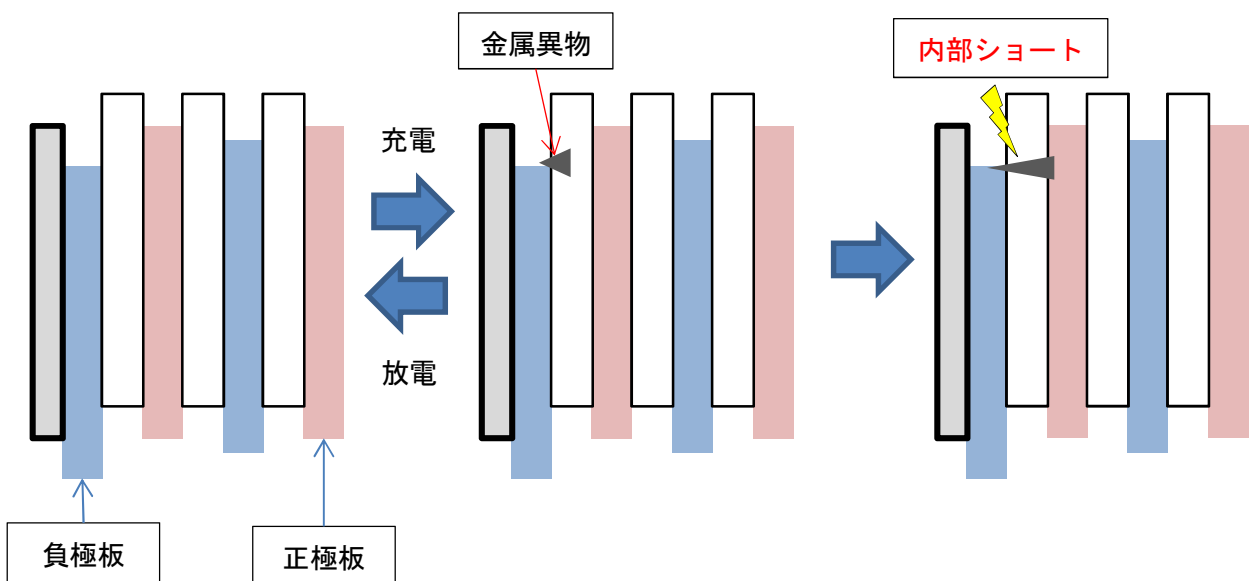 金属異物
内部ショート
充電
放電
負極板
正極板